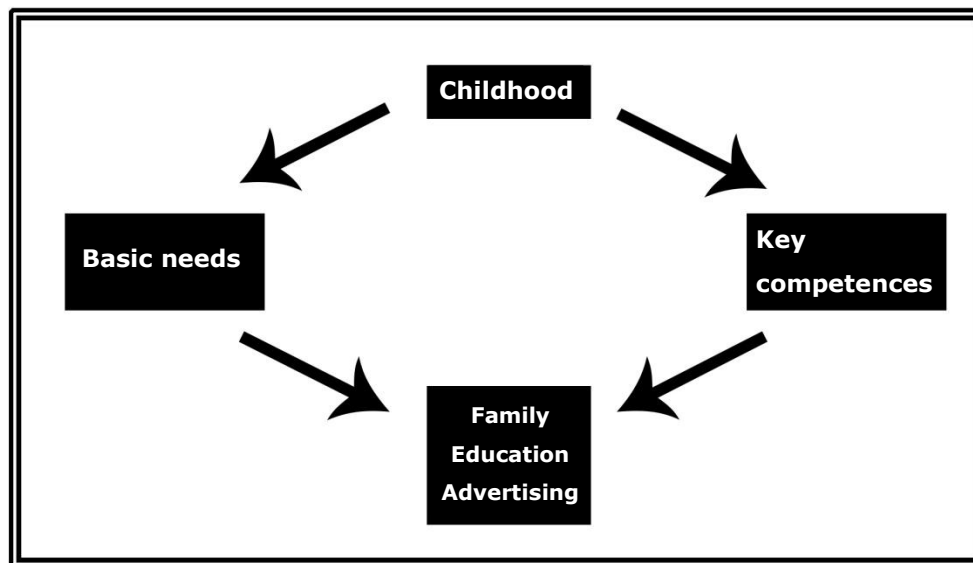 Childhood
Basic needs
Key
competences
Family
Education
Advertising